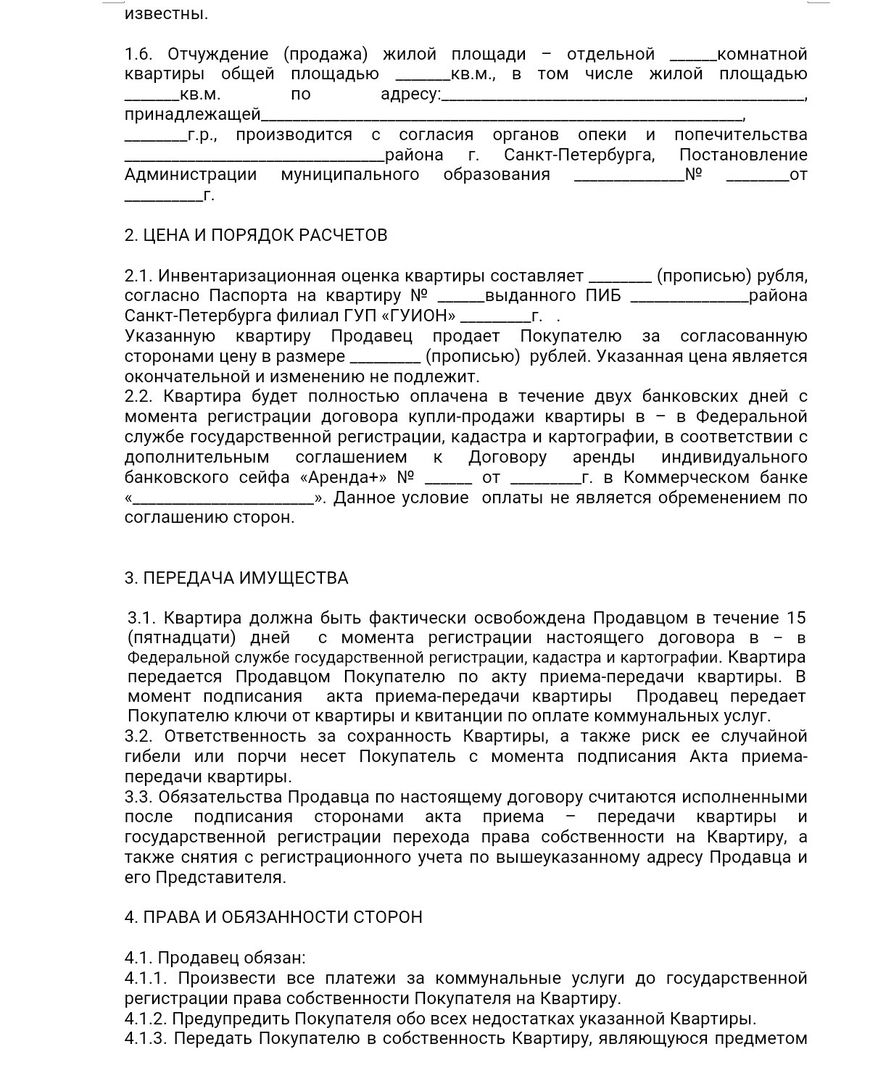 известны.
1.6. Отчуждение (продажа) жилой площади – отдельной ______комнатной
квартиры общей площадью _______кв.м., в том числе жилой площадью
_______кв.м. по адресу:______________________________________________,
принадлежащей_____________________________________________________________,
________г.р., производится с согласия органов опеки и попечительства
_________________________________района г. Санкт-Петербурга, Постановление
Администрации муниципального образования ______________№ ________от
__________г.
2. ЦЕНА И ПОРЯДОК РАСЧЕТОВ
2.1. Инвентаризационная оценка квартиры составляет ________ (прописью) рубля,
согласно Паспорта на квартиру № ______выданного ПИБ _______________района
Санкт-Петербурга филиал ГУП «ГУИОН» _________г. .
Указанную квартиру Продавец продает Покупателю за согласованную
сторонами цену в размере _________ (прописью) рублей. Указанная цена является
окончательной и изменению не подлежит.
2.2. Квартира будет полностью оплачена в течение двух банковских дней с
момента регистрации договора купли-продажи квартиры в – в Федеральной
службе государственной регистрации, кадастра и картографии, в соответствии с
дополнительным соглашением к Договору аренды индивидуального
банковского сейфа «Аренда+» № ______ от _________г. в Коммерческом банке
«_______________________». Данное условие оплаты не является обременением по
соглашению сторон.
3. ПЕРЕДАЧА ИМУЩЕСТВА
3.1. Квартира должна быть фактически освобождена Продавцом в течение 15
(пятнадцати) дней с момента регистрации настоящего договора в – в
Федеральной службе государственной регистрации, кадастра и картографии. Квартира
передается Продавцом Покупателю по акту приема-передачи квартиры. В
момент подписания акта приема-передачи квартиры Продавец передает
Покупателю ключи от квартиры и квитанции по оплате коммунальных услуг.
3.2. Ответственность за сохранность Квартиры, а также риск ее случайной
гибели или порчи несет Покупатель с момента подписания Акта приема-
передачи квартиры.
3.3. Обязательства Продавца по настоящему договору считаются исполненными
после подписания сторонами акта приема – передачи квартиры и
государственной регистрации перехода права собственности на Квартиру, а
также снятия с регистрационного учета по вышеуказанному адресу Продавца и
его Представителя.
4. ПРАВА И ОБЯЗАННОСТИ СТОРОН
4.1. Продавец обязан:
4.1.1. Произвести все платежи за коммунальные услуги до государственной
регистрации права собственности Покупателя на Квартиру.
4.1.2. Предупредить Покупателя обо всех недостатках указанной Квартиры.
4.1.3. Передать Покупателю в собственность Квартиру, являющуюся предметом